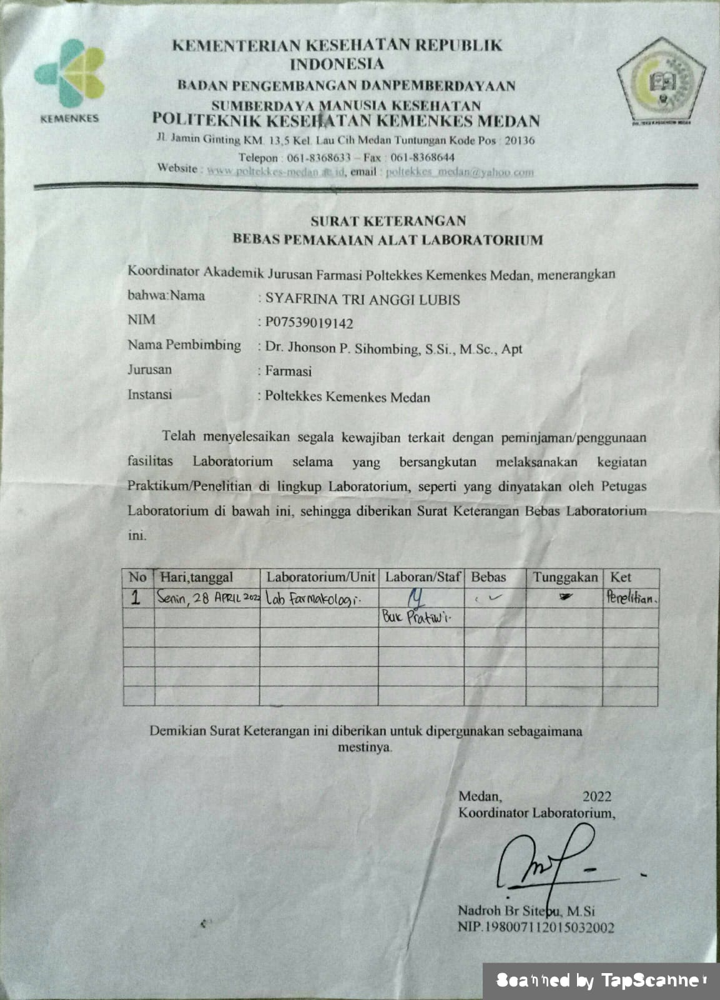 KEMENKES
KEMENTERIAN KESEHATAN REPUBLIK
INDONESIA
BADAN PENGEMBANGAN DANPEMBERDAYAAN
SUMBERDAYA MANUSIA KESEHATAN
POLITEKNIK KESEHATAN KEMENKES MEDAN
Jl. Jamin Ginting KM. 13,5 Kel. Lau Cih Medan Tuntungan Kode Pos : 20136
Telepon : 061-8368633 – Fax : 061-8368644
Website : www.poltekkes-medan.ac.id, email : poltekkes_medan@yahoo.com
SURAT KETERANGAN
BEBAS PEMAKAIAN ALAT LABORATORIUM
Koordinator Akademik Jurusan Farmasi Poltekkes Kemenkes Medan, menerangkan
bahwa:Nama : SYAFRINA TRI ANGGI LUBIS
NIM : P07539019142
Nama Pembimbing : Dr. Jhonson P. Sihombing, S.Si., M.Sc., Apt
Jurusan : Farmasi
Instansi : Poltekkes Kemenkes Medan
Telah menyelesaikan segala kewajiban terkait dengan peminjaman/penggunaan
fasilitas Laboratorium selama yang bersangkutan melaksanakan kegiatan
Praktikum/Penelitian di lingkup Laboratorium, seperti yang dinyatakan oleh Petugas
Laboratorium di bawah ini, sehingga diberikan Surat Keterangan Bebas Laboratorium
ini.
No Hari,tanggal Laboratorium/Unit Laboran/Staf Bebas Tunggakan Ket
1 Senin, 28 APRIL 2022 Lab Farmakologi. ✓ Penelitian.
Buk Pratiwi.
Demikian Surat Keterangan ini diberikan untuk dipergunakan sebagaimana
mestinya.
Medan, 2022
Koordinator Laboratorium,
Nadroh Br Sitepu, M.Si
NIP.198007112015032002
Scanned by TapScanner